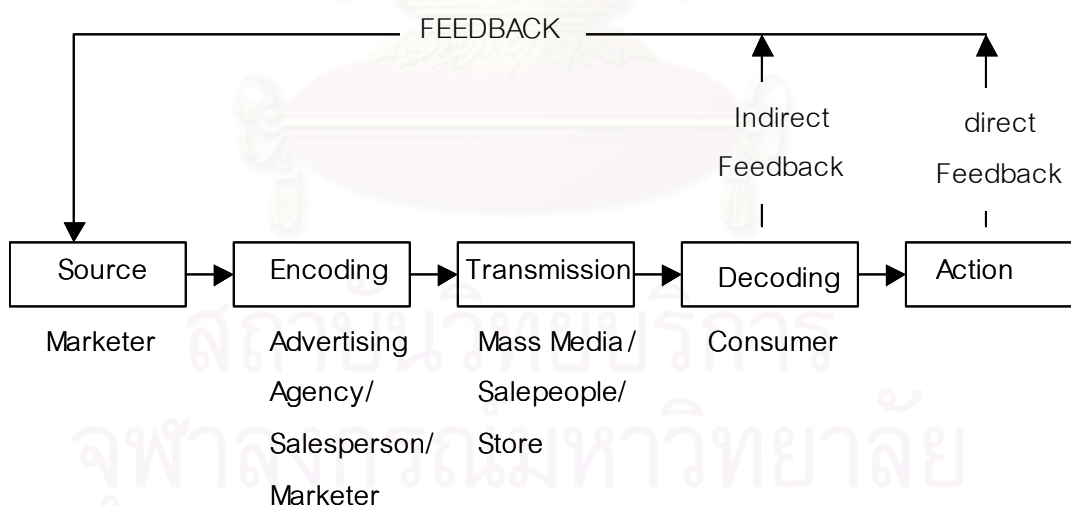 FEEDBACK
Indirect
Feedback
direct
Feedback
Source
Encoding
Transmission
Decoding
Action
Marketer
Advertising
Agency/
Salesperson/
Marketer
Mass Media/
Salepeople/
Store
Consumer
สถาบันวิทยบริการ
จุฬาลงกรณ์มหาวิทยาลัย